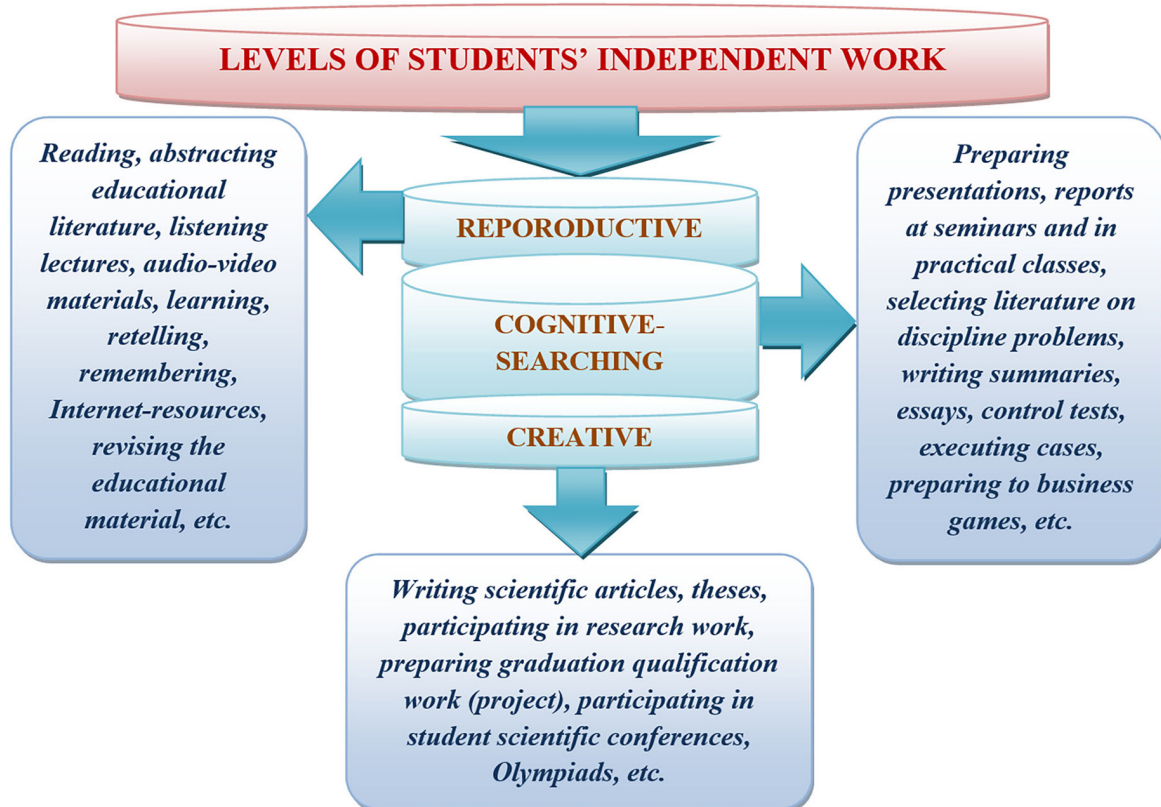 LEVELS OF STUDENTS’ INDEPENDENT WORK
Reading, abstracting
educational
literature, listening
lectures, audio-video
materials, learning,
retelling,
remembering,
Internet-resources,
revising the
educational
material, etc.
REPORODUCTIVE
COGNITIVE-
SEARCHING
CREATIVE
Preparing
presentations, reports
at seminars and in
practical classes,
selecting literature on
discipline problems,
writing summaries,
essays, control tests,
executing cases,
preparing to business
games, etc.
Writing scientific articles, theses,
participating in research work,
preparing graduation qualification
work (project), participating in
student scientific conferences,
Olympiads, etc.